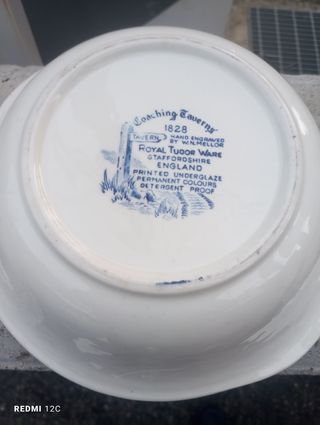 Coaching Taverns
1828
TAVERN HAND ENGRAVED
BY W.N. MELLOR
ROYAL TUDOR WARE
STAFFORDSHIRE
ENGLAND
PRINTED UNDERGLAZE
PERMANENT COLOURS
DETERGENT PROOF
REDMI 12C